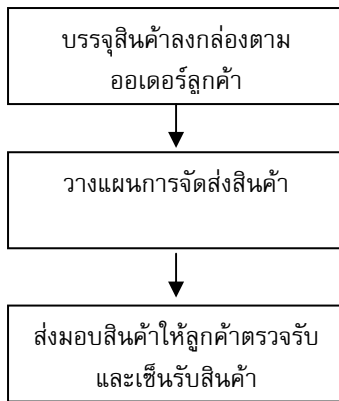 บรรจุสินค้าลงกล่องตาม
ออเดอร์ลูกค้า
วางแผนการจัดส่งสินค้า
ส่งมอบสินค้าให้ลูกค้าตรวจรับ
และเซ็นรับสินค้า